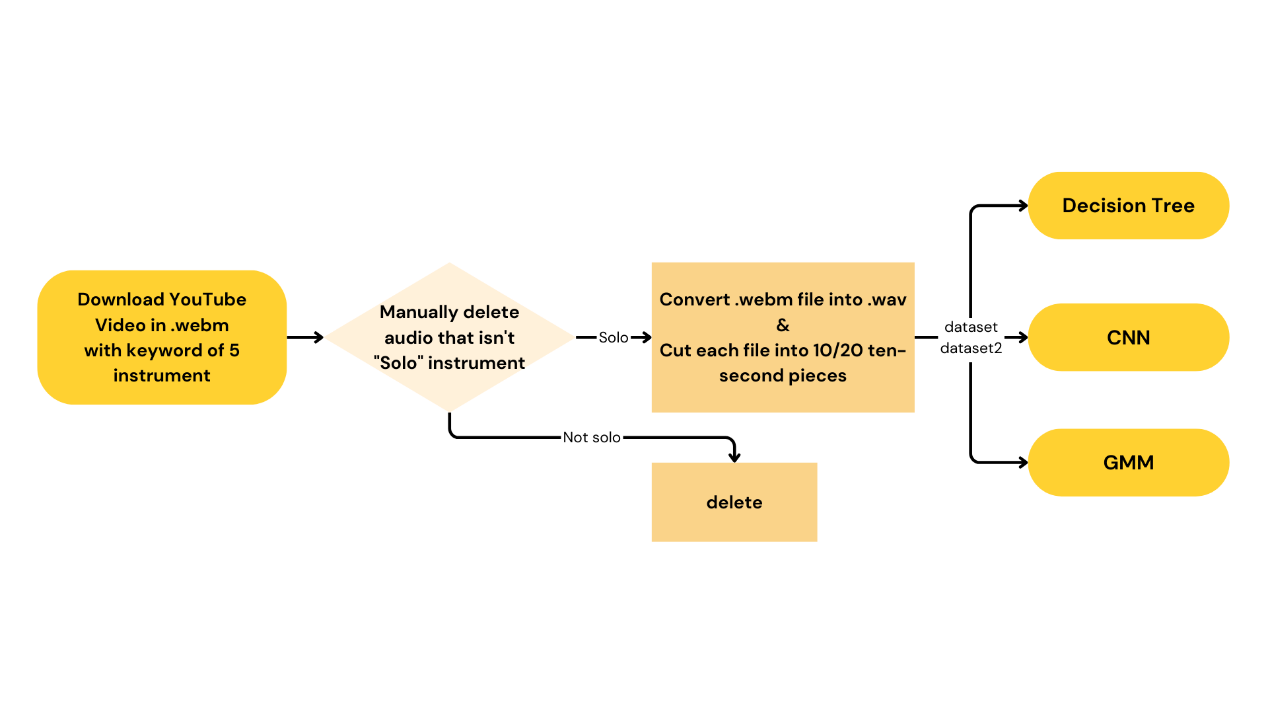 Download YouTube
Video in .webm
with keyword of 5
instrument
Manually delete
audio that isn't
"Solo" instrument
Solo
Convert .webm file into .wav
&
Cut each file into 10/20 ten-
second pieces
Not solo
delete
dataset
dataset2
Decision Tree
CNN
GMM